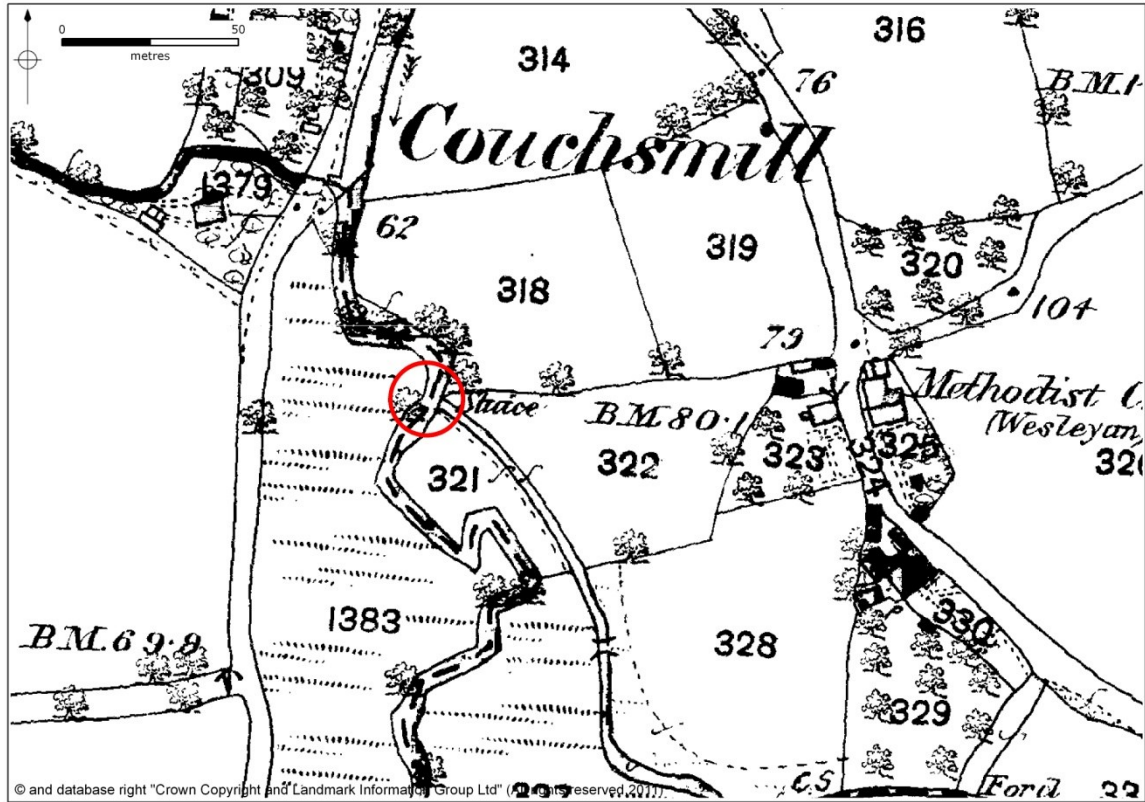 0 50
metres
316
314
76
309
B.M.1
Couchsmill
1379
62
319
320
318
104
79
Methodist C
(Wesleyan)
B.M.80·1
322
323
324
325
321
1383
B.M.69·9
328
330
329
C.S.
Ford
© and database right "Crown Copyright and Landmark Information Group Ltd" (All rights reserved 2011)